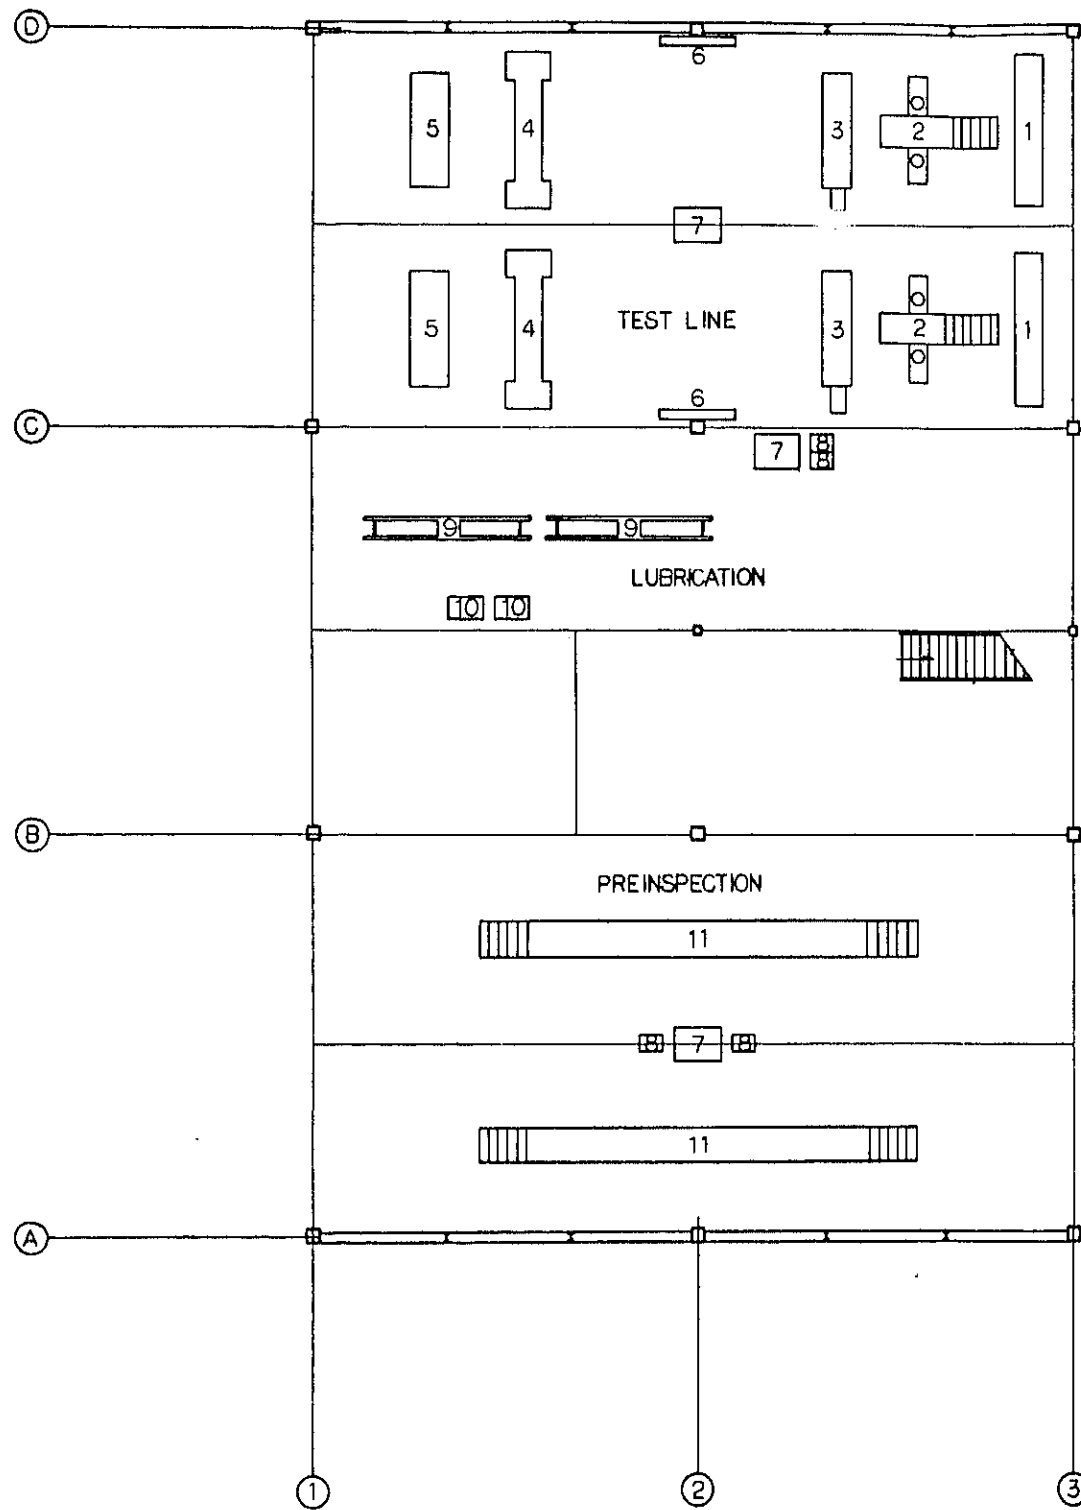 D
6
5 4 3 2 1
7
5 4 TEST LINE 3 2 1
6
C
7 8
8
9 9
LUBRICATION
10 10
B
PREINSPECTION
11
8 7 8
11
A
1 2 3